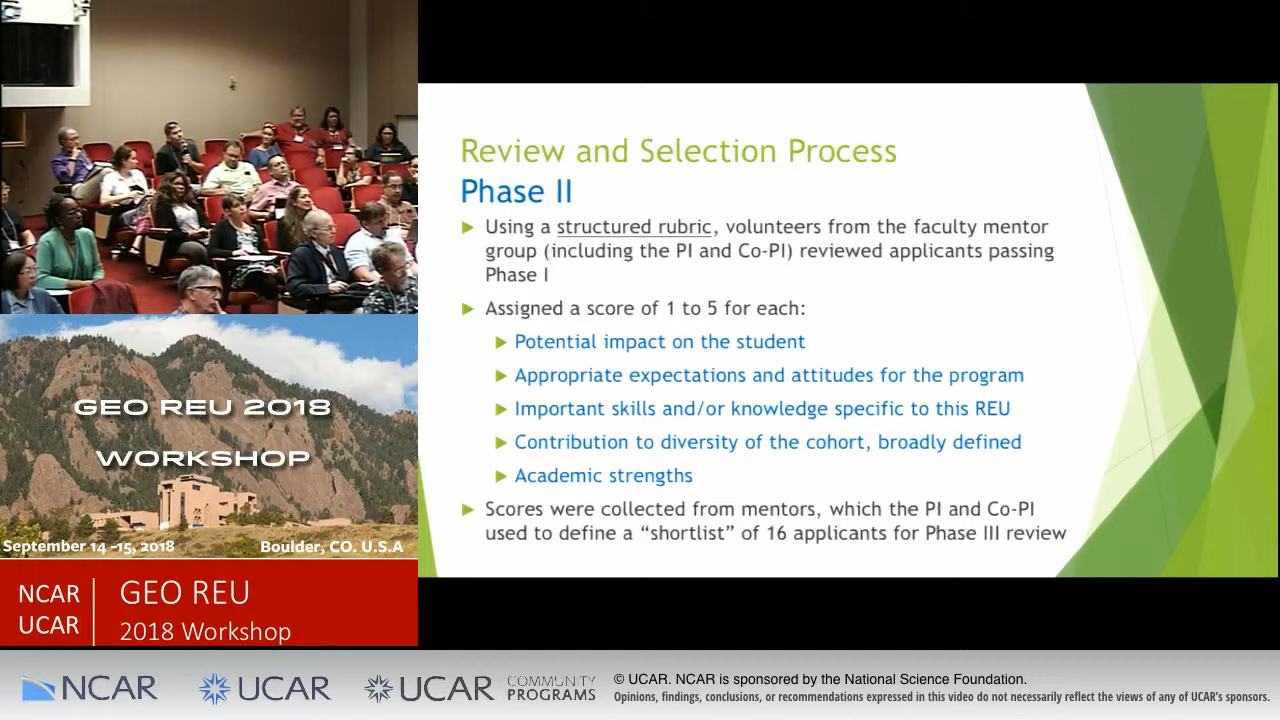 Review and Selection Process
Phase II
Using a structured rubric, volunteers from the faculty mentor
group (including the PI and Co-PI) reviewed applicants passing
Phase I
Assigned a score of 1 to 5 for each:
Potential impact on the student
Appropriate expectations and attitudes for the program
Important skills and/or knowledge specific to this REU
Contribution to diversity of the cohort, broadly defined
Academic strengths
Scores were collected from mentors, which the PI and Co-PI
used to define a “shortlist” of 16 applicants for Phase III review
GEO REU 2018
WORKSHOP
September 14 -15, 2018
Boulder, CO. U.S.A
NCAR
UCAR
GEO REU
2018 Workshop
NCAR
UCAR
UCAR
COMMUNITY
PROGRAMS
© UCAR. NCAR is sponsored by the National Science Foundation.
Opinions, findings, conclusions, or recommendations expressed in this video do not necessarily reflect the views of any of UCAR's sponsors.